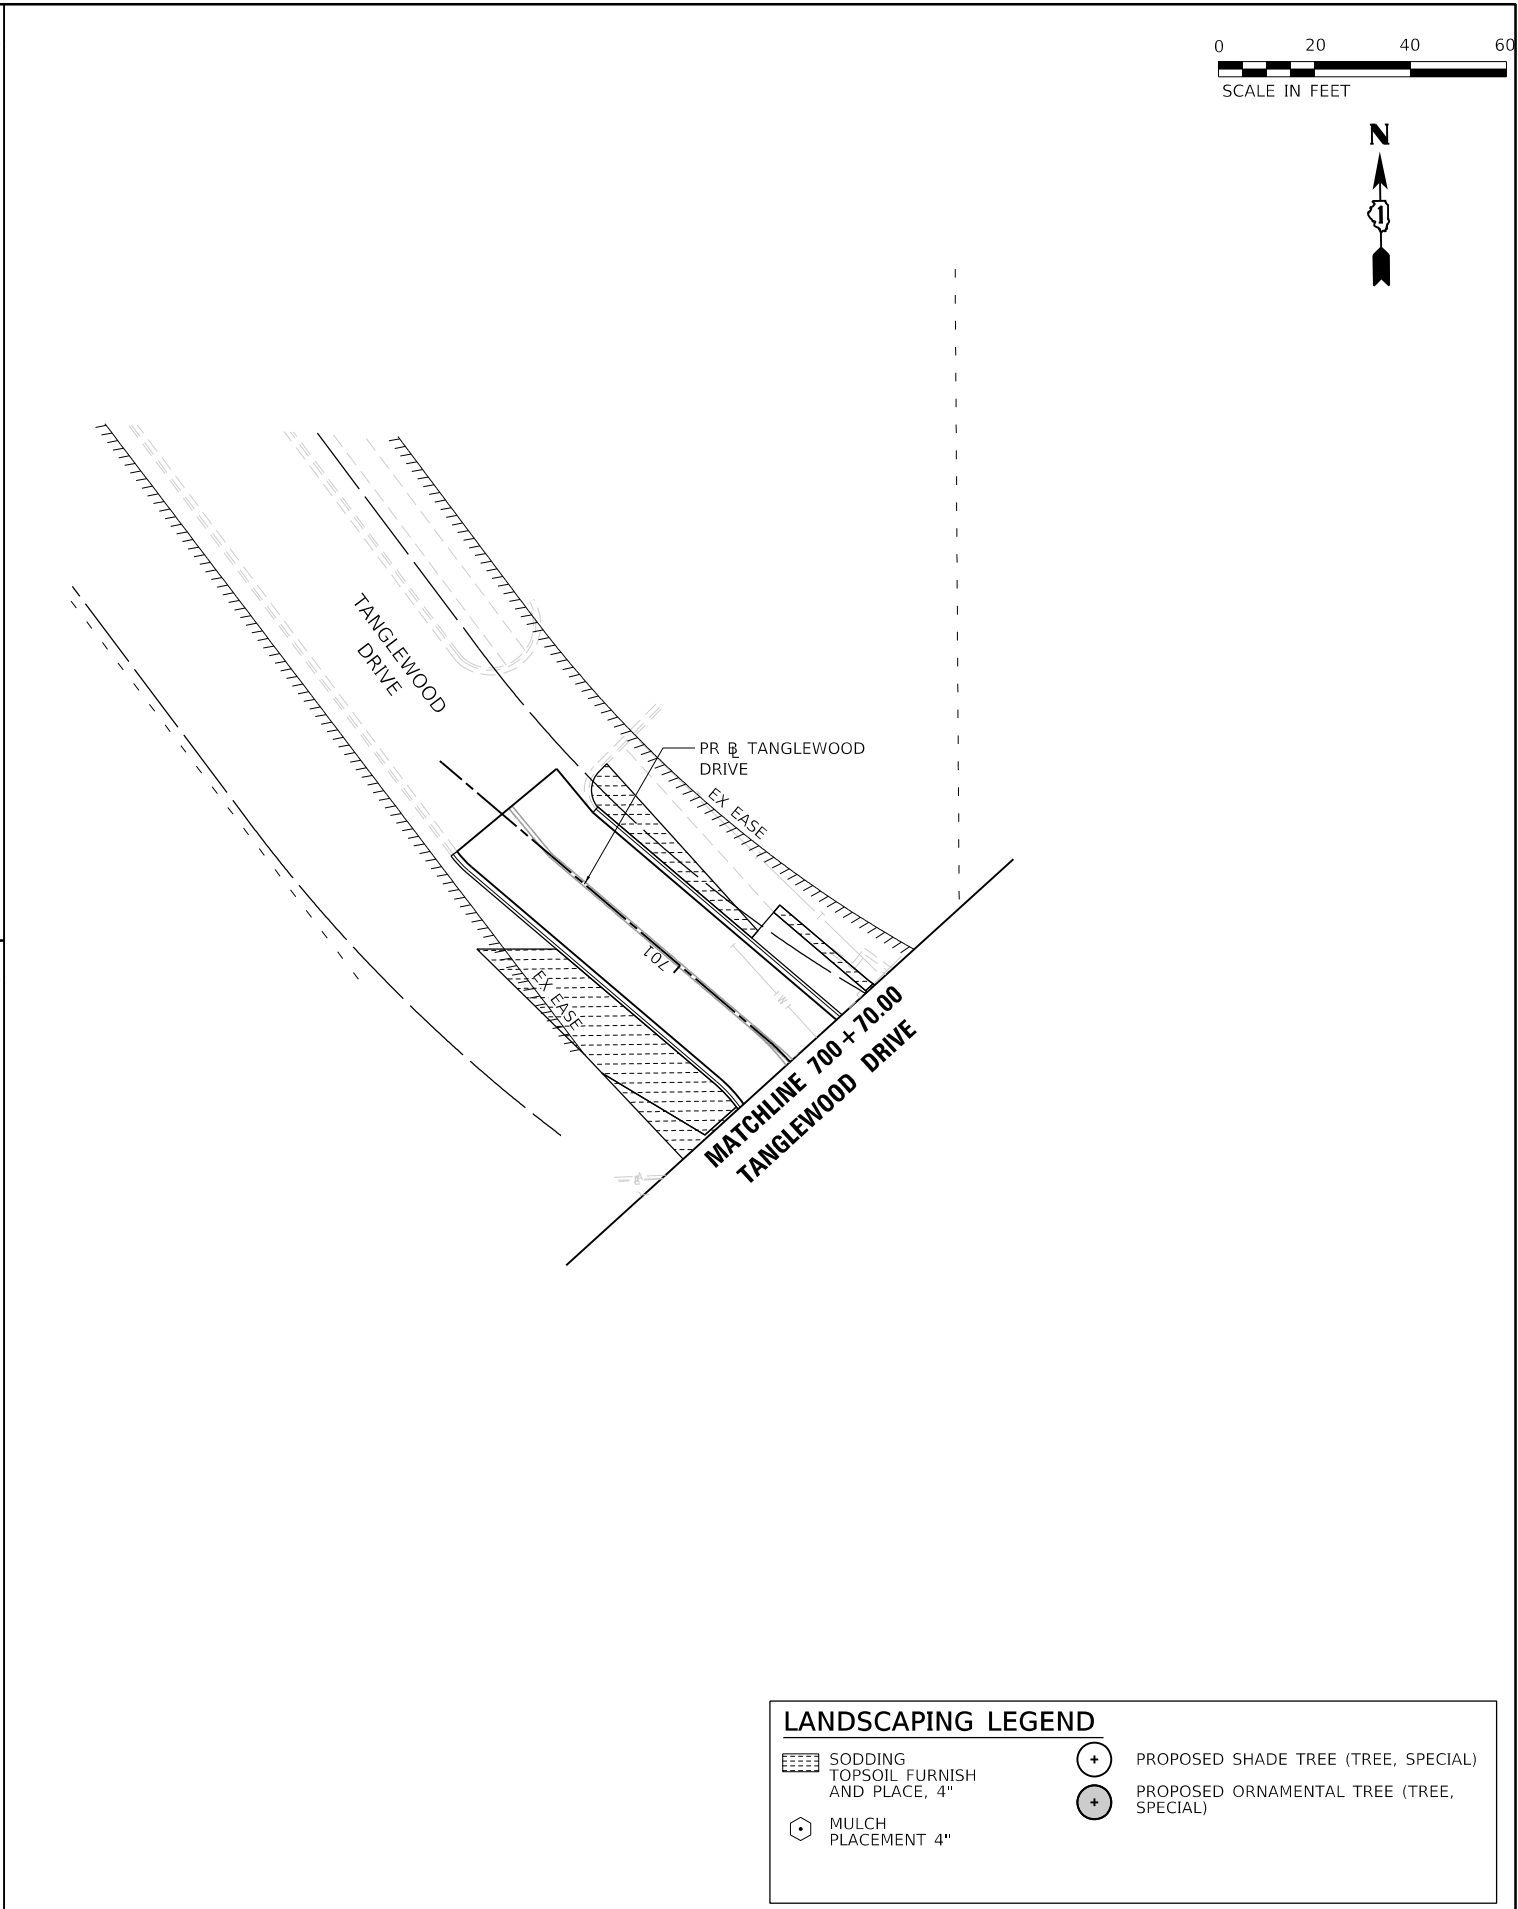 0 20 40 60
SCALE IN FEET
N
1
TANGLEWOOD
DRIVE
PR BL TANGLEWOOD
DRIVE
EX EASE
701
EX EASE
T
W
MATCHLINE 700+70.00
TANGLEWOOD DRIVE
LANDSCAPING LEGEND
SODDING
TOPSOIL FURNISH
AND PLACE, 4"
MULCH
PLACEMENT 4"
PROPOSED SHADE TREE (TREE, SPECIAL)
PROPOSED ORNAMENTAL TREE (TREE,
SPECIAL)